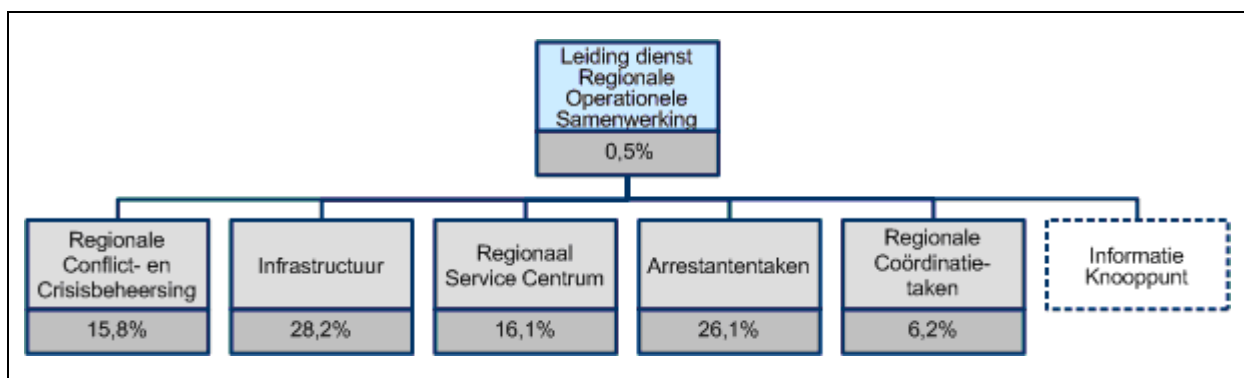 Leiding dienst
Regionale
Operationele
Samenwerking
0,5%
Regionale
Conflict- en
Crisisbeheersing
15,8%
Infrastructuur
28,2%
Regionaal
Service Centrum
16,1%
Arrestantentaken
26,1%
Regionale
Coördinatie-
taken
6,2%
Informatie
Knooppunt